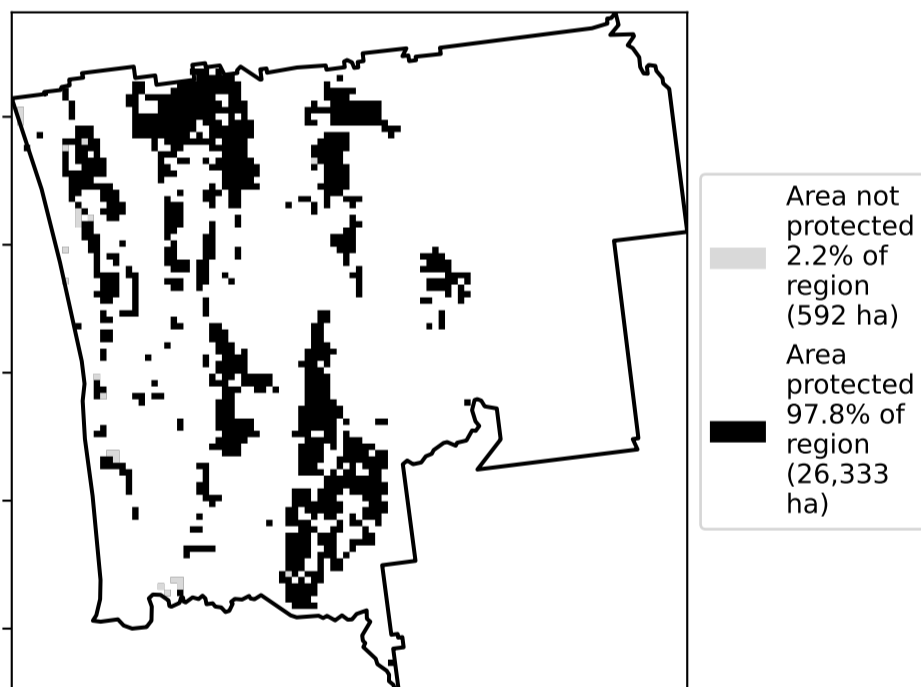 Area not
protected
2.2% of
region
(592 ha)
Area
protected
97.8% of
region
(26,333
ha)